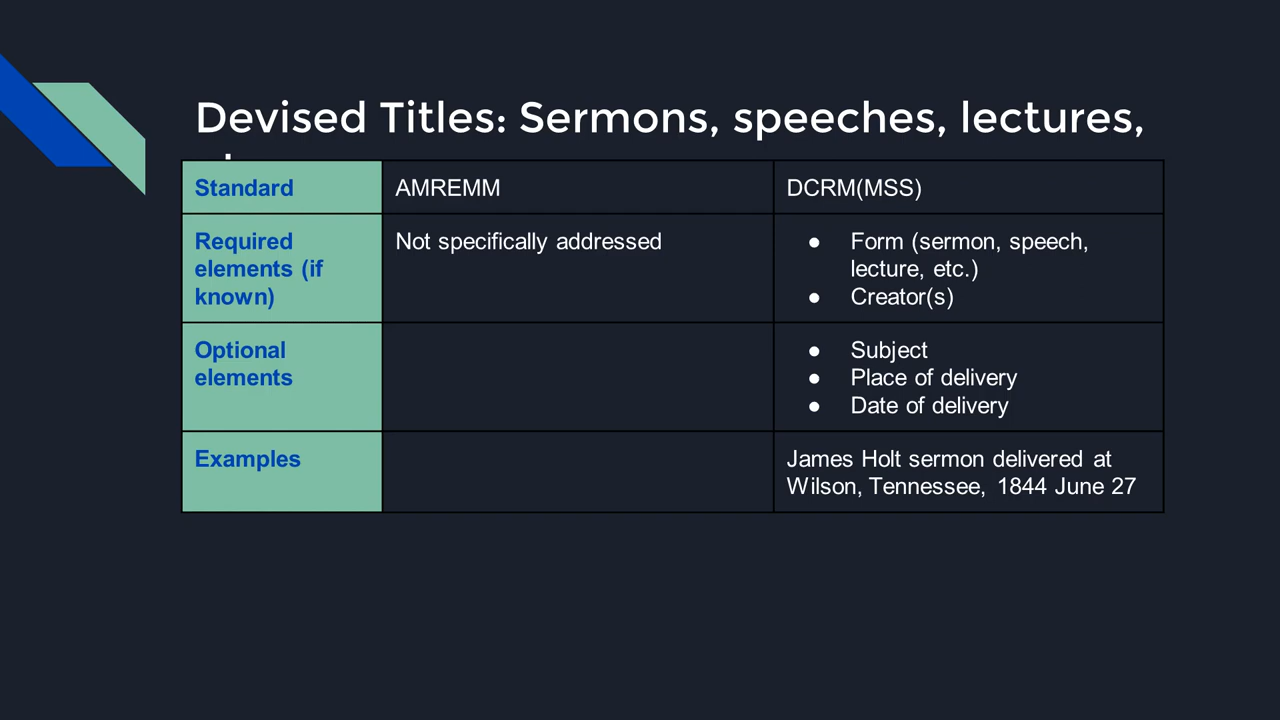 Devised Titles: Sermons, speeches, lectures,
Standard
AMREMM
DCRM(MSS)
Required
elements (if
known)
Not specifically addressed
● Form (sermon, speech,
lecture, etc.)
● Creator(s)
Optional
elements
● Subject
● Place of delivery
● Date of delivery
Examples
James Holt sermon delivered at
Wilson, Tennessee, 1844 June 27